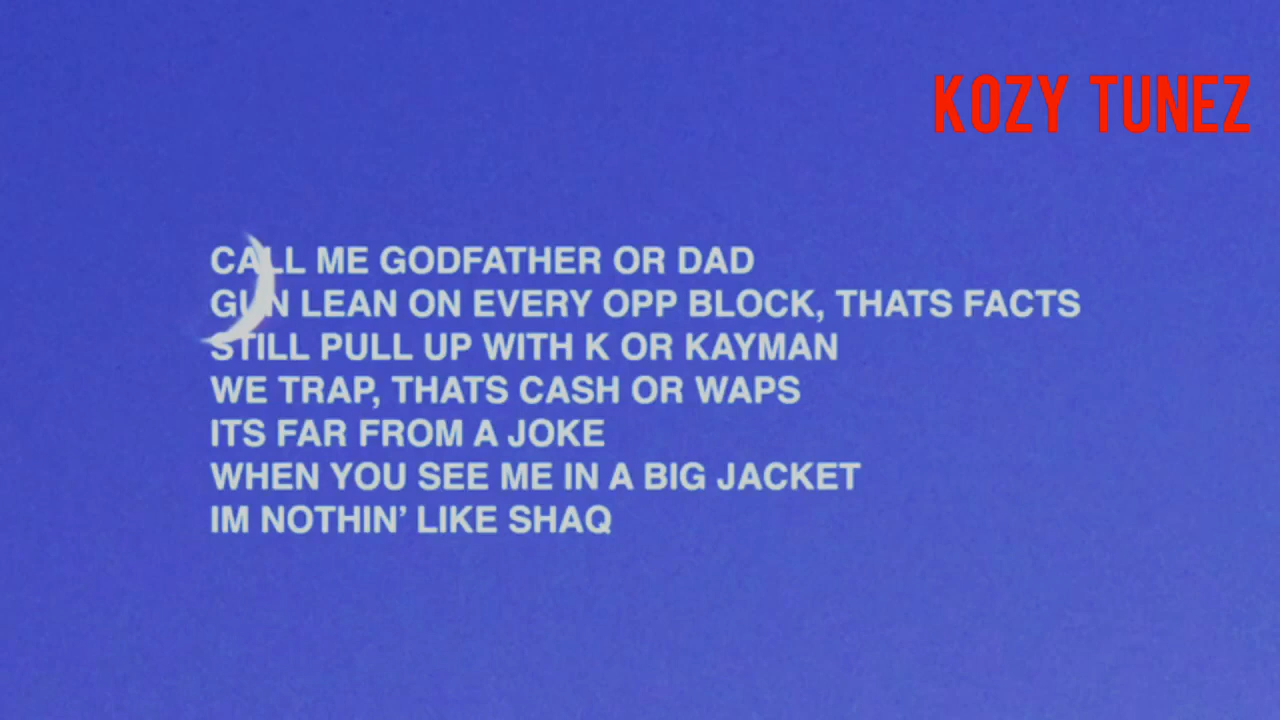 KOZY TUNEZ
CALL ME GODFATHER OR DAD
GUN LEAN ON EVERY OPP BLOCK, THATS FACTS
STILL PULL UP WITH K OR KAYMAN
WE TRAP, THATS CASH OR WAPS
ITS FAR FROM A JOKE
WHEN YOU SEE ME IN A BIG JACKET
IM NOTHIN’ LIKE SHAQ